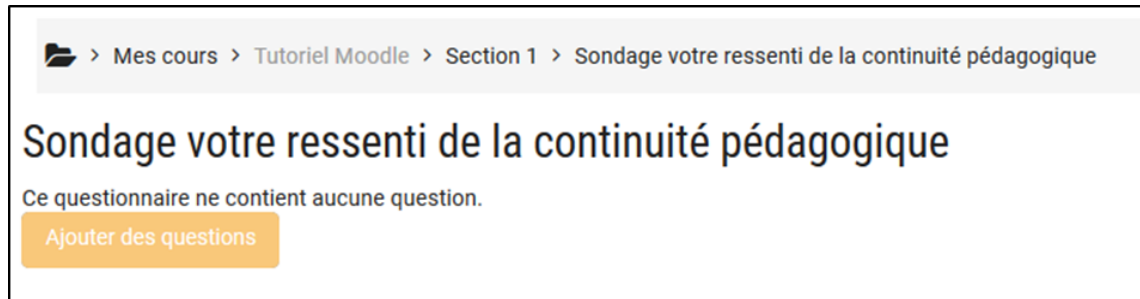 > Mes cours > Tutoriel Moodle > Section 1 > Sondage votre ressenti de la continuité pédagogique
Sondage votre ressenti de la continuité pédagogique
Ce questionnaire ne contient aucune question.
Ajouter des questions